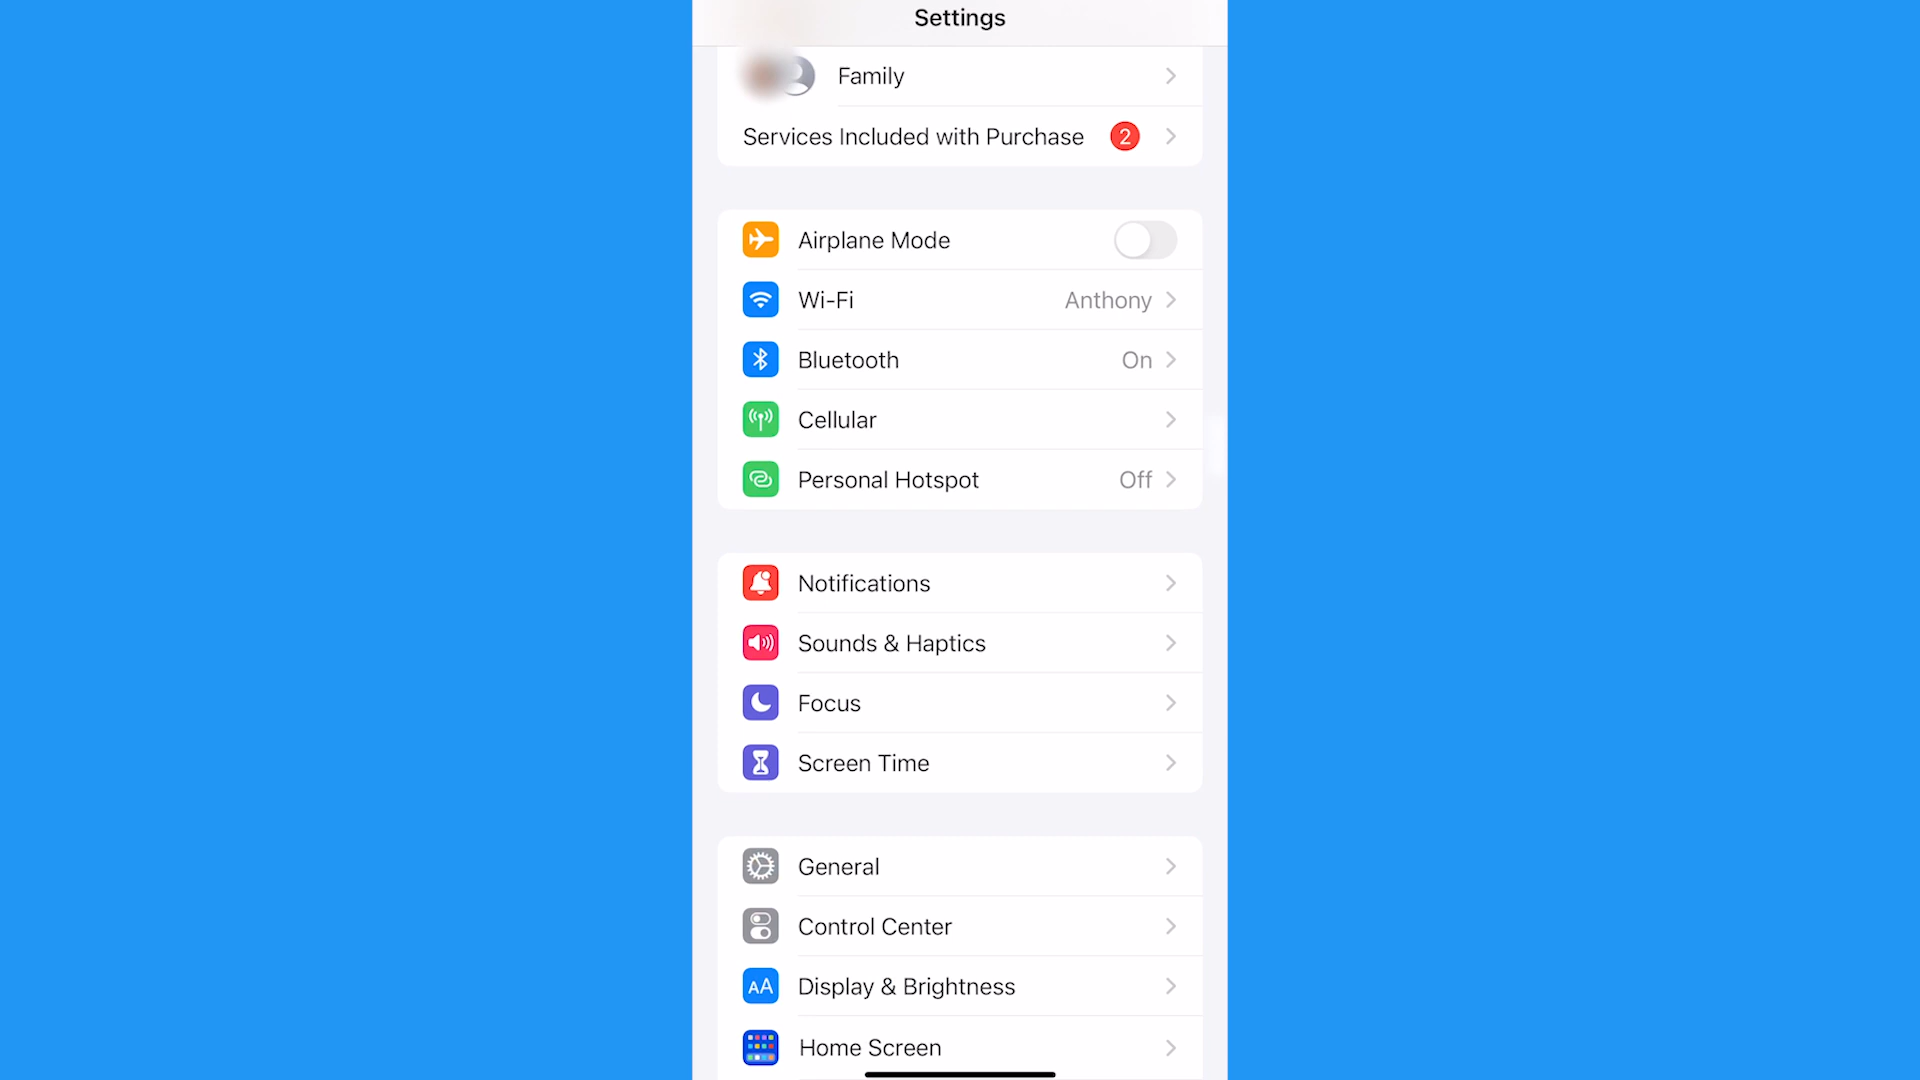 Settings
Family
Services Included with Purchase 2
Airplane Mode
Wi-Fi Anthony
Bluetooth On
Cellular
Personal Hotspot Off
Notifications
Sounds & Haptics
Focus
Screen Time
General
Control Center
AA Display & Brightness
Home Screen